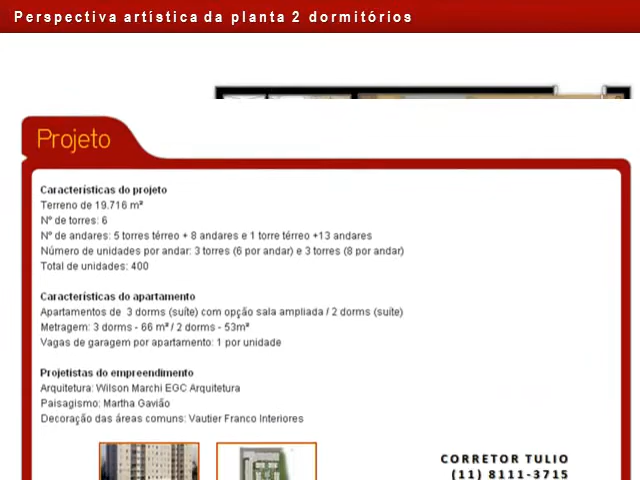 Perspectiva artística da planta 2 dormitórios
Projeto
Características do projeto
Terreno de 19.716 m²
Nº de torres: 6
Nº de andares: 5 torres térreo + 8 andares e 1 torre térreo +13 andares
Número de unidades por andar: 3 torres (6 por andar) e 3 torres (8 por andar)
Total de unidades: 400
Características do apartamento
Apartamentos de  3 dorms (suíte) com opção sala ampliada / 2 dorms (suíte)
Metragem: 3 dorms - 66 m² / 2 dorms - 53m²
Vagas de garagem por apartamento: 1 por unidade
Projetistas do empreendimento
Arquitetura: Wilson Marchi EGC Arquitetura
Paisagismo: Martha Gavião
Decoração das áreas comuns: Vautier Franco Interiores
CORRETOR TULIO
(11) 8111-3715